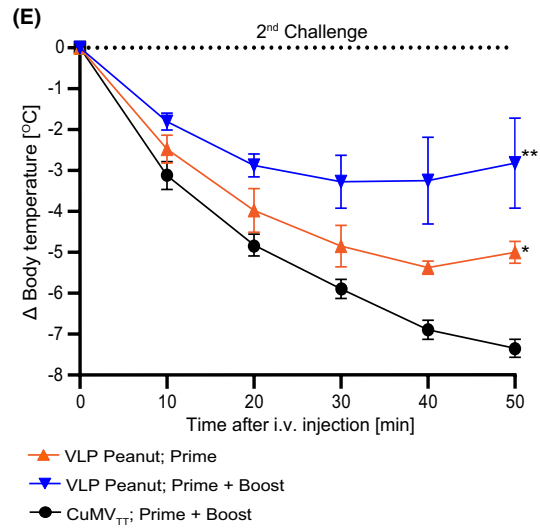 (E)
2nd Challenge
0
-1
-2
-3
-4
-5
-6
-7
-8
Δ Body temperature [°C]
**
*
0 10 20 30 40 50
Time after i.v. injection [min]
VLP Peanut; Prime
VLP Peanut; Prime + Boost
CuMVTT; Prime + Boost